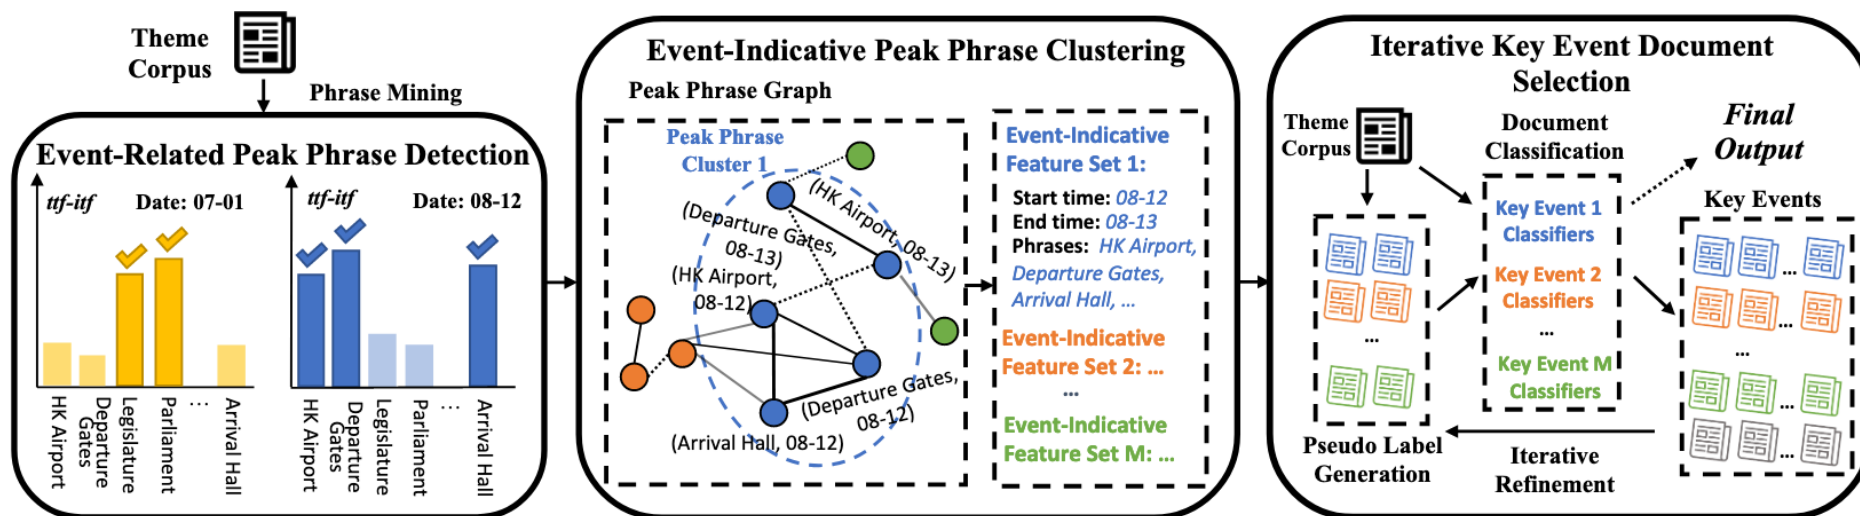 Theme
Corpus
Phrase Mining
Event-Related Peak Phrase Detection
ttf-itf
Date: 07-01
HK Airport
Departure
Gates
Legislature
Parliament
...
Arrival Hall
ttf-itf
Date: 08-12
HK Airport
Departure
Gates
Legislature
Parliament
...
Arrival Hall
Event-Indicative Peak Phrase Clustering
Peak Phrase Graph
Peak Phrase
Cluster 1
(HK Airport, 08-13)
(Departure Gates,
08-13)
(HK Airport,
08-12)
(Departure Gates,
08-12)
(Arrival Hall, 08-12)
Event-Indicative
Feature Set 1:
Start time: 08-12
End time: 08-13
Phrases: HK Airport,
Departure Gates,
Arrival Hall, ...
Event-Indicative
Feature Set 2: ...
...
Event-Indicative
Feature Set M: ...
Iterative Key Event Document
Selection
Theme
Corpus
Document
Classification
Final
Output
Key Event 1
Classifiers
Key Event 2
Classifiers
...
Key Event M
Classifiers
Key Events
...
...
...
...
...
...
Pseudo Label
Generation
Iterative
Refinement